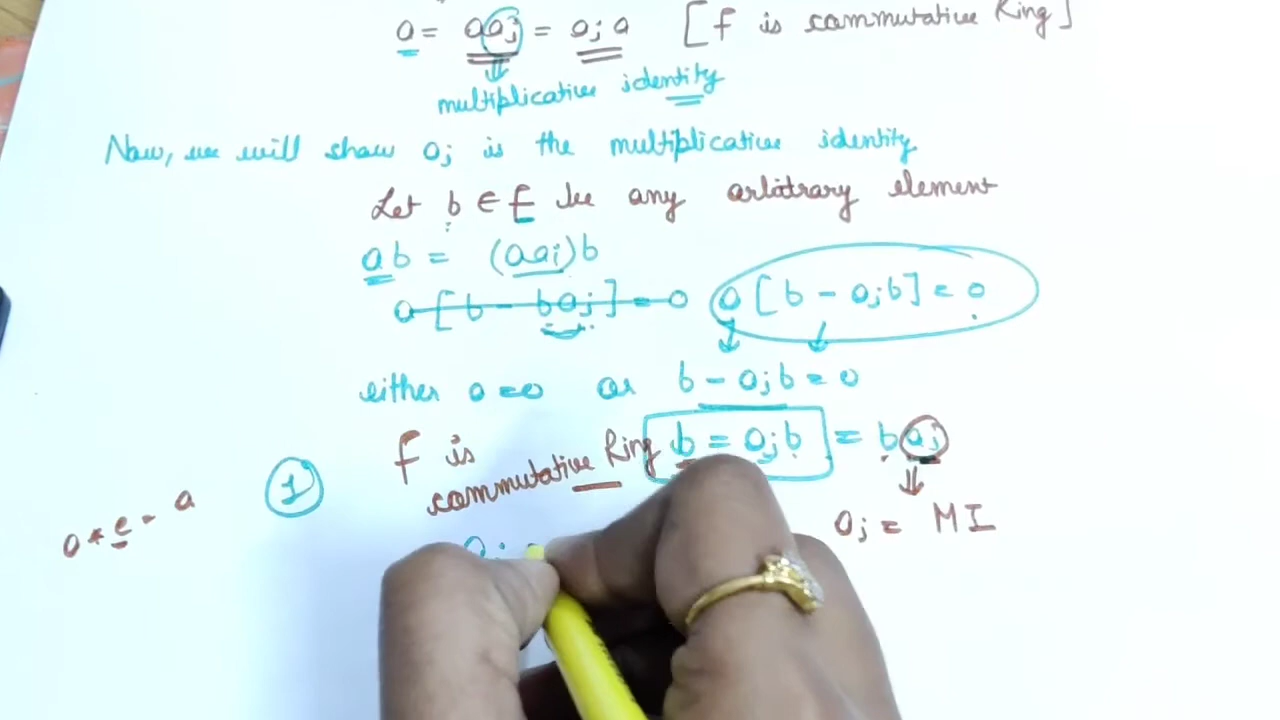 a = aaj = aj a [F is commutative Ring]
multiplicative identity
Now, we will show aj is the multiplicative identity
Let b ∈ F be any arbitrary element
ab = (aaj)b
a[b - baj] = 0 a[b - ajb] = 0
either a = 0 or b - ajb = 0
F is commutative Ring b = ajb = baj
1
a * e = a
aj = MI
aj